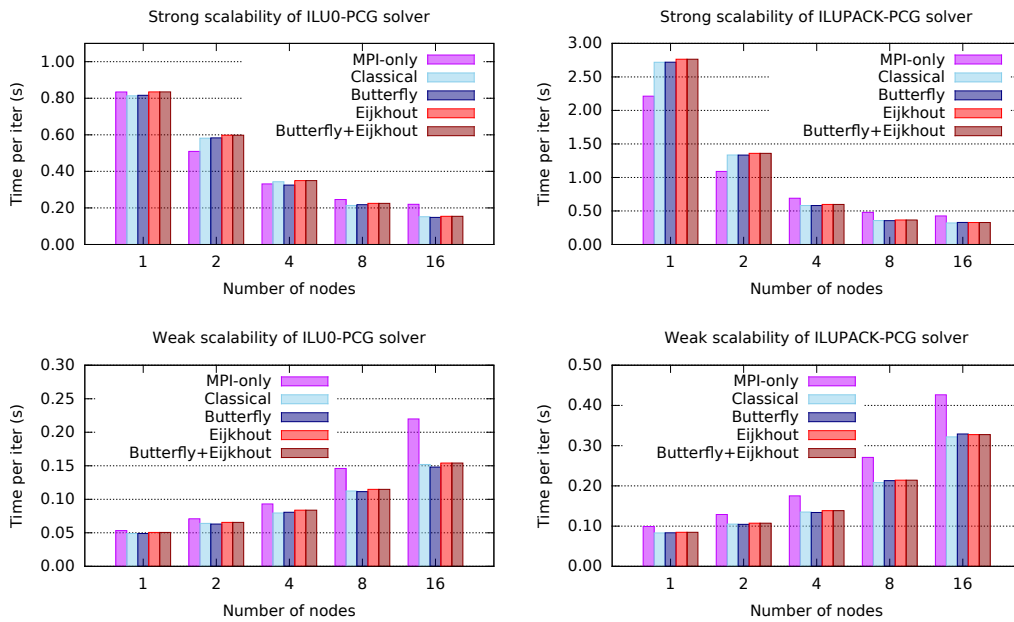 Strong scalability of ILU0-PCG solver
Time per iter (s)
1.00
0.80
0.60
0.40
0.20
0.00
MPI-only
Classical
Butterfly
Eijkhout
Butterfly+Eijkhout
1 2 4 8 16
Number of nodes
Strong scalability of ILUPACK-PCG solver
Time per iter (s)
3.00
2.50
2.00
1.50
1.00
0.50
0.00
MPI-only
Classical
Butterfly
Eijkhout
Butterfly+Eijkhout
1 2 4 8 16
Number of nodes
Weak scalability of ILU0-PCG solver
Time per iter (s)
0.30
0.25
0.20
0.15
0.10
0.05
0.00
MPI-only
Classical
Butterfly
Eijkhout
Butterfly+Eijkhout
1 2 4 8 16
Number of nodes
Weak scalability of ILUPACK-PCG solver
Time per iter (s)
0.50
0.40
0.30
0.20
0.10
0.00
MPI-only
Classical
Butterfly
Eijkhout
Butterfly+Eijkhout
1 2 4 8 16
Number of nodes